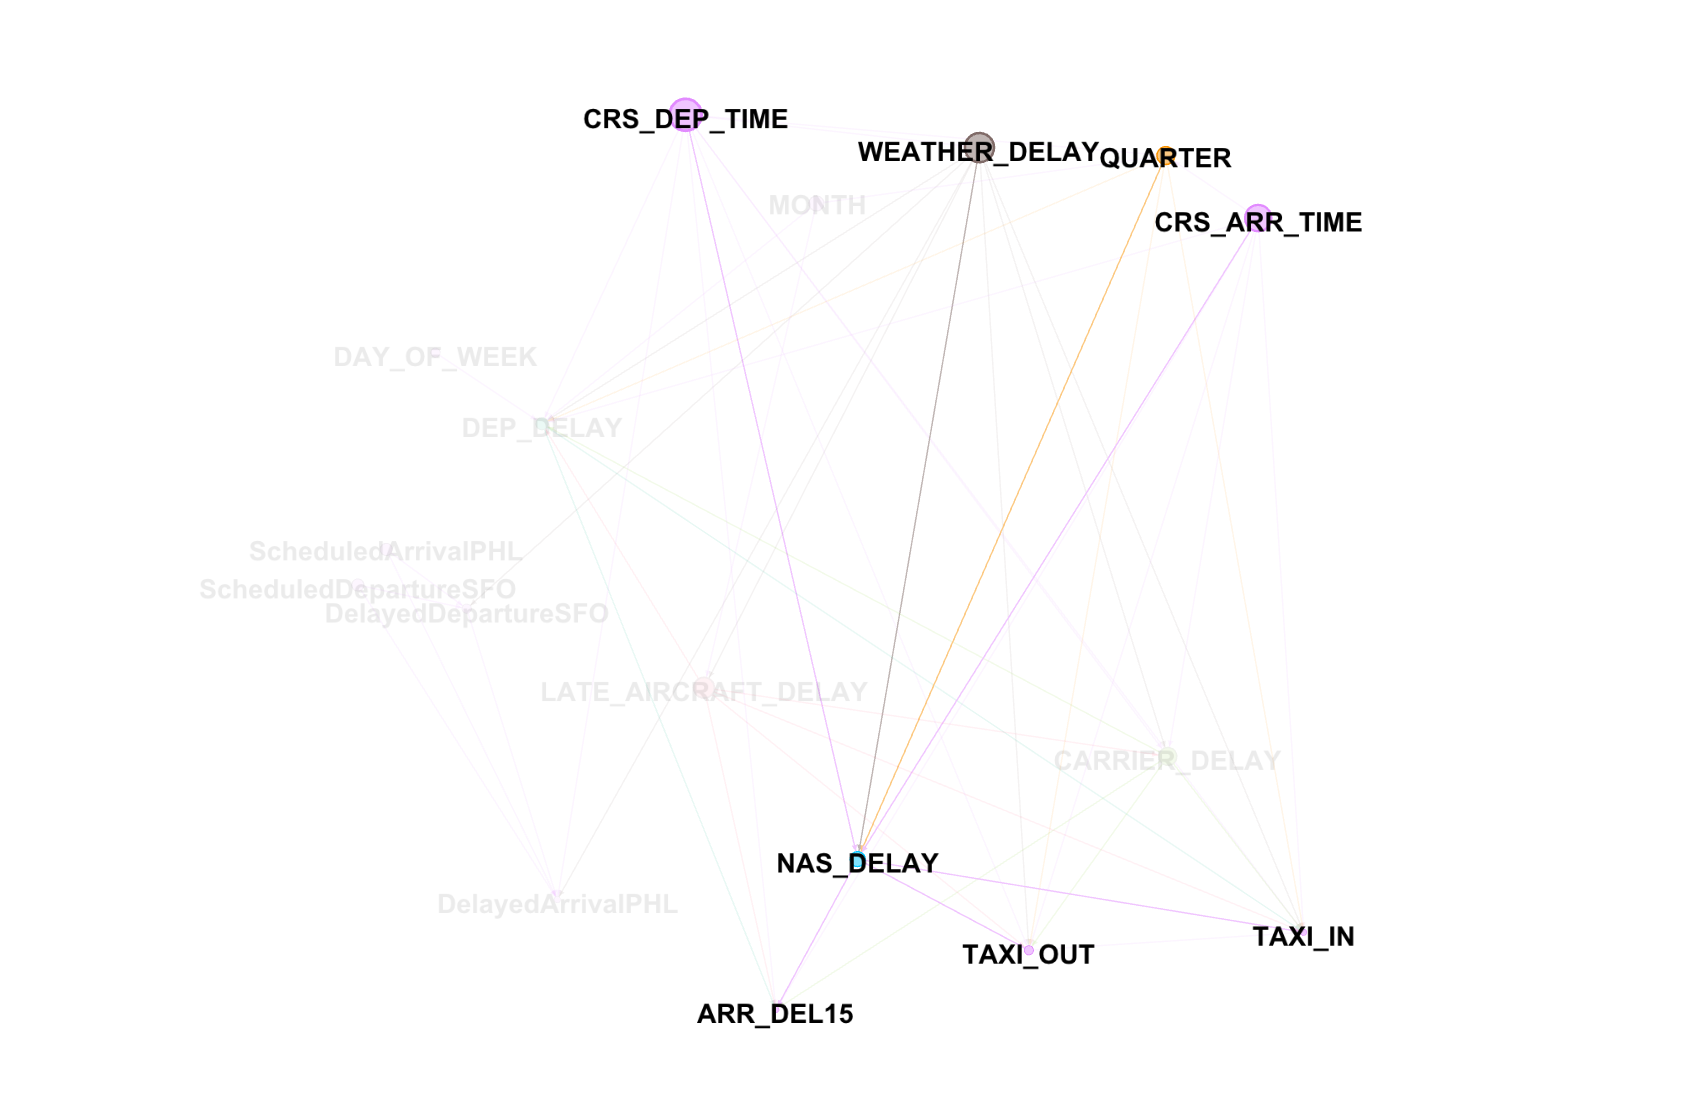 CRS_DEP_TIME
WEATHER_DELAY
QUARTER
MONTH
CRS_ARR_TIME
DAY_OF_WEEK
DEP_DELAY
ScheduledArrivalPHL
ScheduledDepartureSFO
DelayedDepartureSFO
LATE_AIRCRAFT_DELAY
CARRIER_DELAY
NAS_DELAY
DelayedArrivalPHL
TAXI_IN
TAXI_OUT
ARR_DEL15